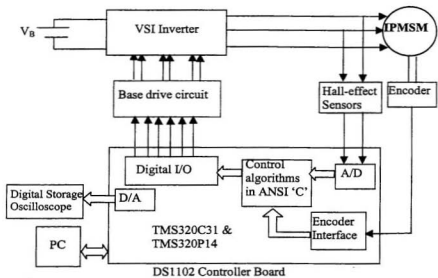 V_B
VSI Inverter
IPMSM
Base drive circuit
Hall-effect
Sensors
Encoder
Digital I/O
Control
algorithms
in ANSI 'C'
A/D
Digital Storage
Oscilloscope
D/A
TMS320C31 &
TMS320P14
Encoder
Interface
PC
DS1102 Controller Board